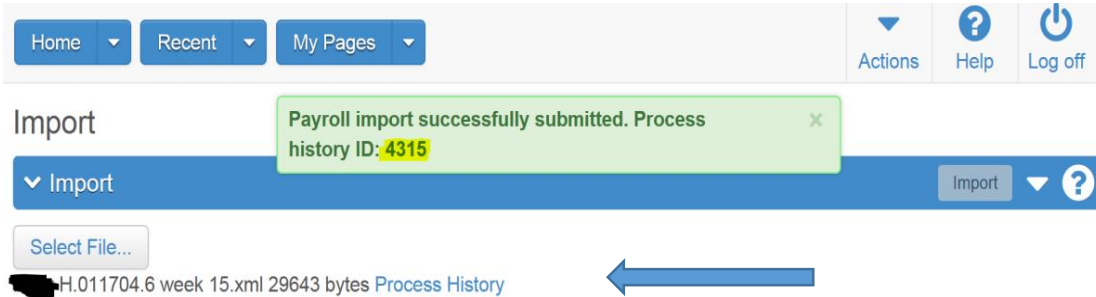 Home Recent My Pages
Actions Help Log off
Import
Payroll import successfully submitted. Process
history ID: 4315
Import Import
Select File...
H.011704.6 week 15.xml 29643 bytes Process History